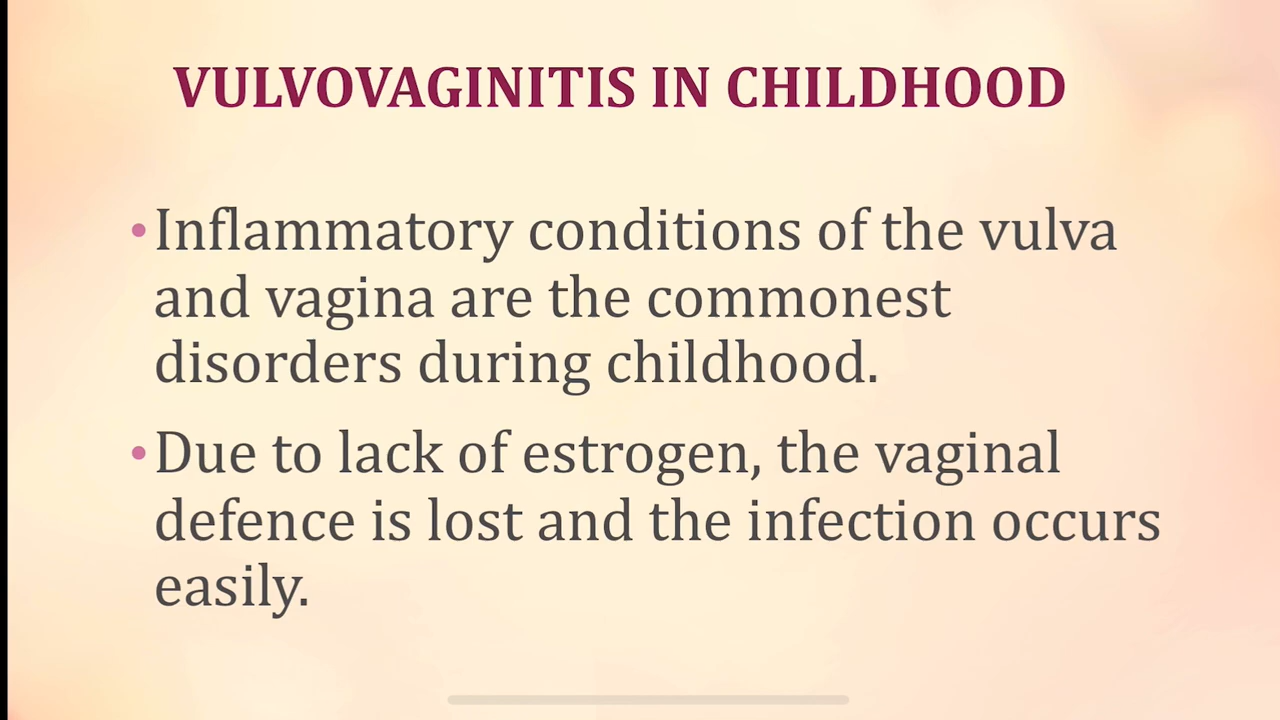 VULVOVAGINITIS IN CHILDHOOD
•Inflammatory conditions of the vulva
and vagina are the commonest
disorders during childhood.
•Due to lack of estrogen, the vaginal
defence is lost and the infection occurs
easily.